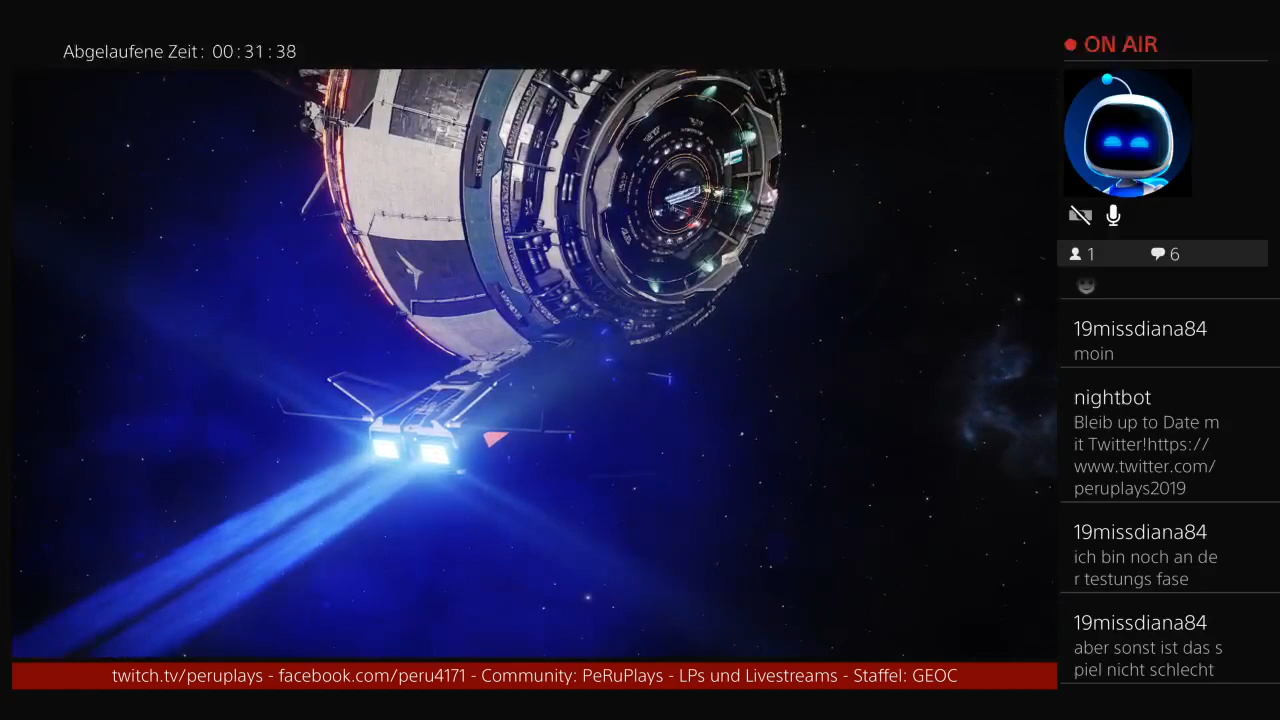 Abgelaufene Zeit: 00:31:38
ON AIR
1
6
19missdiana84
moin
nightbot
Bleib up to Date m
it Twitter!https://
www.twitter.com/
peruplays2019
19missdiana84
ich bin noch an de
r testungs fase
19missdiana84
aber sonst ist das s
piel nicht schlecht
twitch.tv/peruplays - facebook.com/peru4171 - Community: PeRuPlays - LPs und Livestreams - Staffel: GEOC